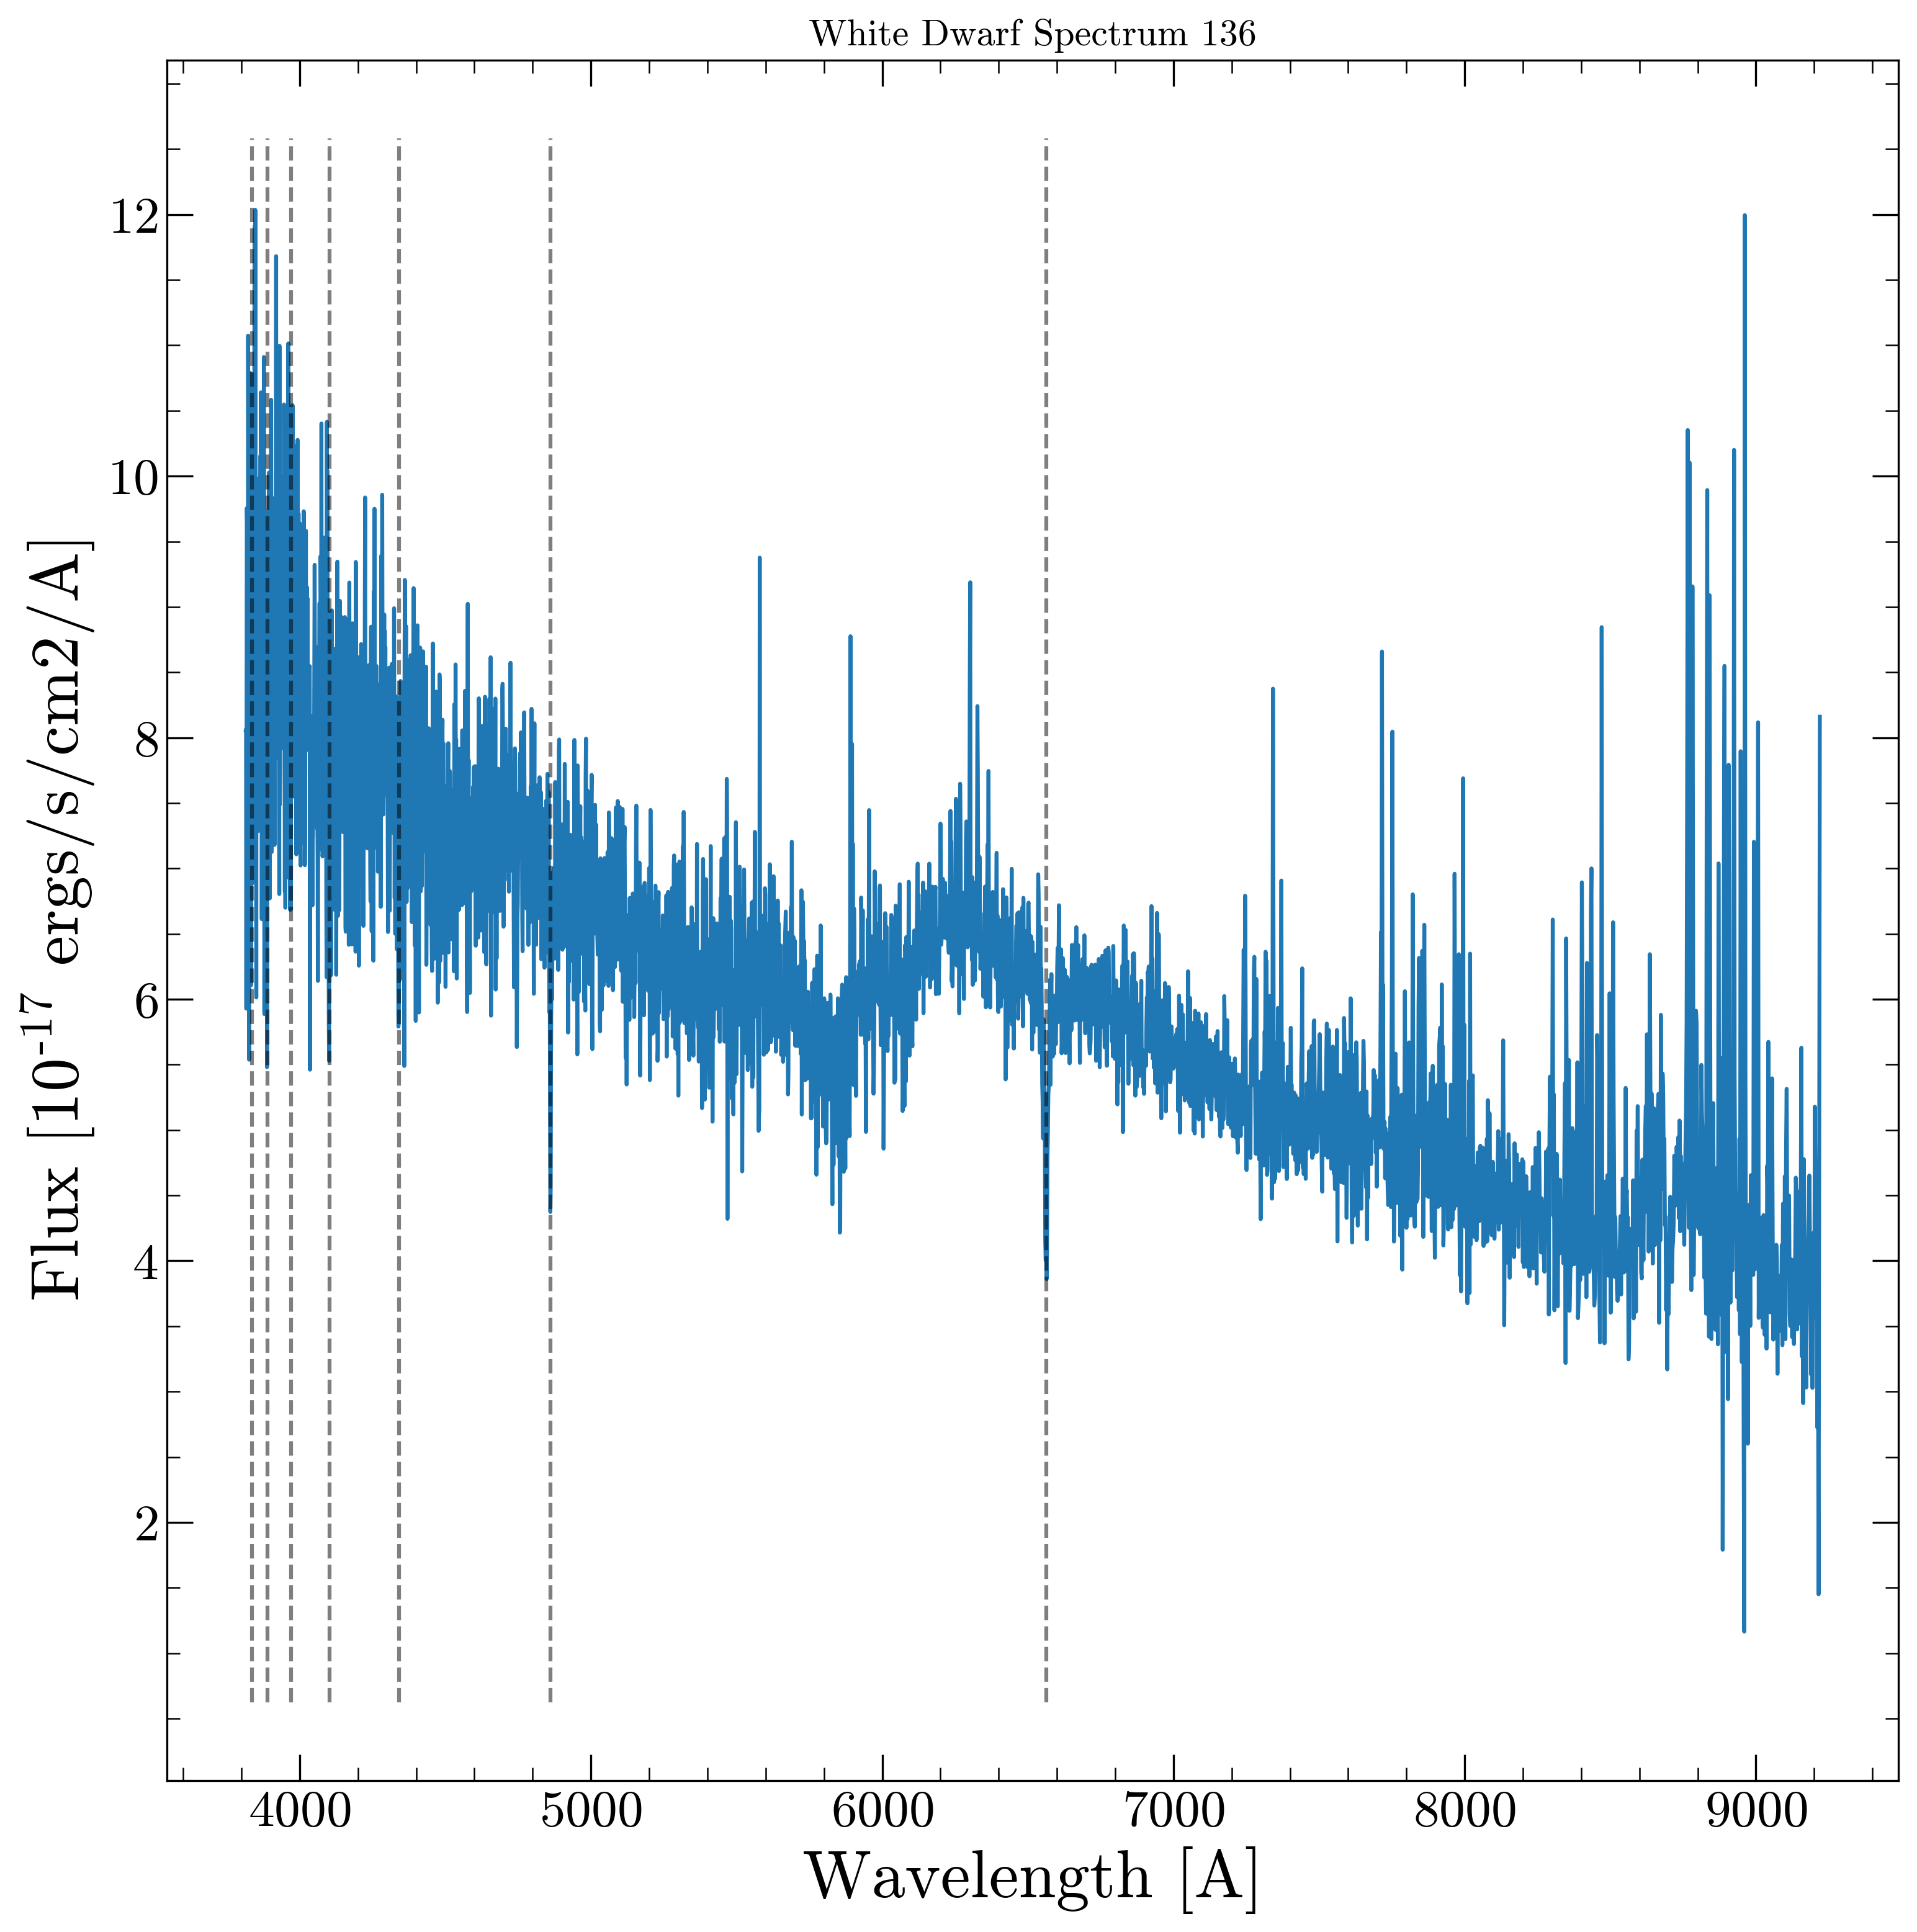 White Dwarf Spectrum 136
12
10
8
6
4
2
Flux [10-17 ergs/s/cm2/A]
4000 5000 6000 7000 8000 9000
Wavelength [A]